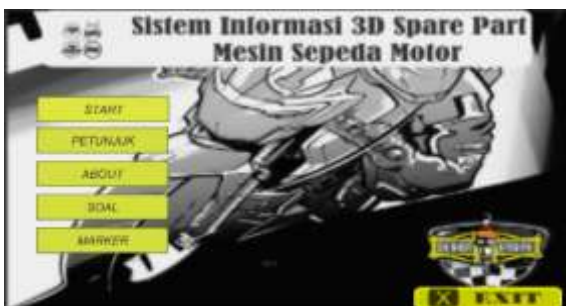 Sistem Informasi 3D Spare Part
Mesin Sepeda Motor
START
PETUNJUK
ABOUT
SOAL
MARKER
EXIT